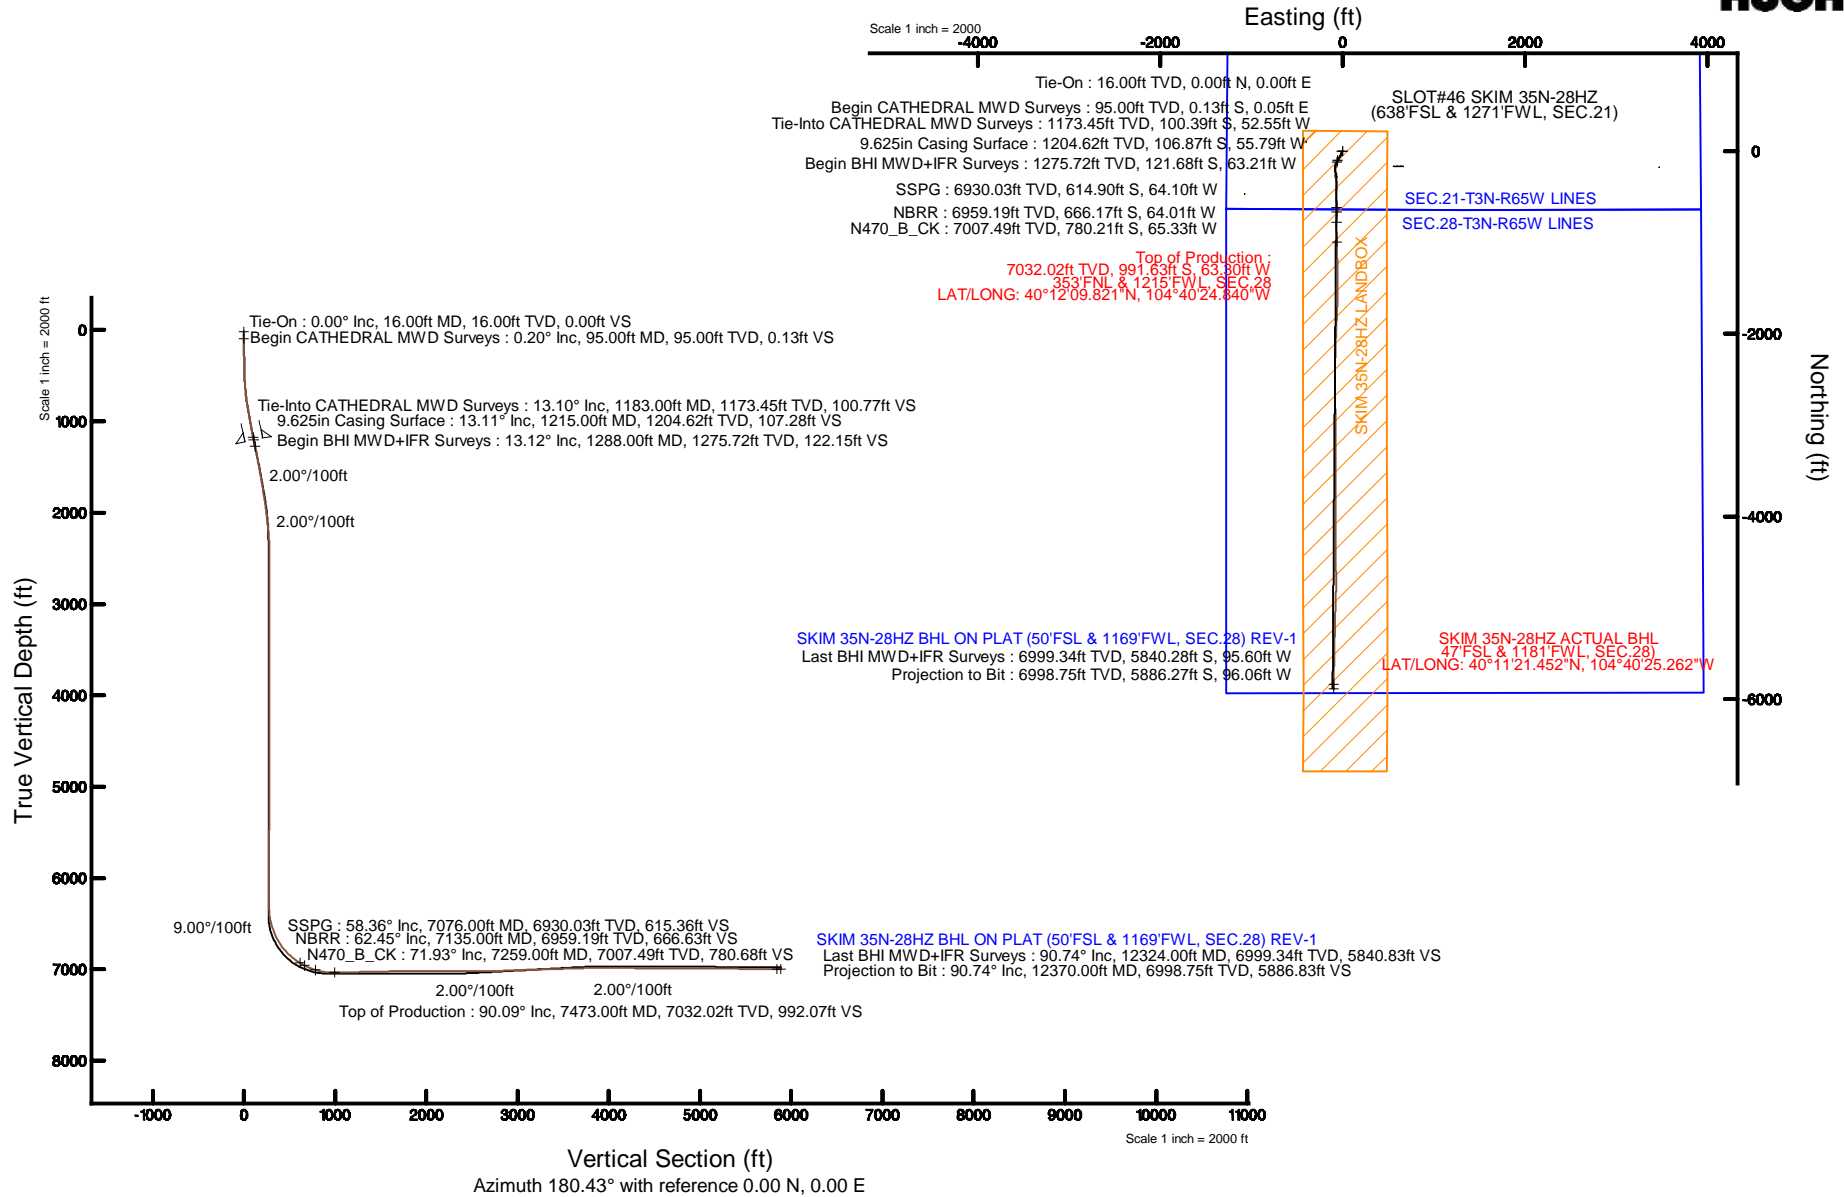 Easting (ft)
Scale 1 inch = 2000
-4000
-2000
0
2000
4000
Tie-On : 16.00ft TVD, 0.00ft N, 0.00ft E
Begin CATHEDRAL MWD Surveys : 95.00ft TVD, 0.13ft S, 0.05ft E
Tie-Into CATHEDRAL MWD Surveys : 1173.45ft TVD, 100.39ft S, 52.55ft W
9.625in Casing Surface : 1204.62ft TVD, 106.87ft S, 55.79ft W
Begin BHI MWD+IFR Surveys : 1275.72ft TVD, 121.68ft S, 63.21ft W
SSPG : 6930.03ft TVD, 614.90ft S, 64.10ft W
NBRR : 6959.19ft TVD, 666.17ft S, 64.01ft W
N470_B_CK : 7007.49ft TVD, 780.21ft S, 65.33ft W
Top of Production :
7032.02ft TVD, 991.63ft S, 63.80ft W
353'FNL & 1215'FWL, SEC.28
LAT/LONG: 40°12'09.821"N, 104°40'24.840"W
SLOT#46 SKIM 35N-28HZ
(638'FSL & 1271'FWL, SEC.21)
SEC.21-T3N-R65W LINES
SEC.28-T3N-R65W LINES
SKIM 35N-28HZ LANDBOX
0
-2000
-4000
-6000
Northing (ft)
SKIM 35N-28HZ BHL ON PLAT (50'FSL & 1169'FWL, SEC.28) REV-1
Last BHI MWD+IFR Surveys : 6999.34ft TVD, 5840.28ft S, 95.60ft W
Projection to Bit : 6998.75ft TVD, 5886.27ft S, 96.06ft W
SKIM 35N-28HZ ACTUAL BHL
47'FSL & 1181'FWL, SEC.28)
LAT/LONG: 40°11'21.452"N, 104°40'25.262"W
Scale 1 inch = 2000 ft
True Vertical Depth (ft)
0
1000
2000
3000
4000
5000
6000
7000
8000
Tie-On : 0.00° Inc, 16.00ft MD, 16.00ft TVD, 0.00ft VS
Begin CATHEDRAL MWD Surveys : 0.20° Inc, 95.00ft MD, 95.00ft TVD, 0.13ft VS
Tie-Into CATHEDRAL MWD Surveys : 13.10° Inc, 1183.00ft MD, 1173.45ft TVD, 100.77ft VS
9.625in Casing Surface : 13.11° Inc, 1215.00ft MD, 1204.62ft TVD, 107.28ft VS
Begin BHI MWD+IFR Surveys : 13.12° Inc, 1288.00ft MD, 1275.72ft TVD, 122.15ft VS
2.00°/100ft
2.00°/100ft
9.00°/100ft
SSPG : 58.36° Inc, 7076.00ft MD, 6930.03ft TVD, 615.36ft VS
NBRR : 62.45° Inc, 7135.00ft MD, 6959.19ft TVD, 666.63ft VS
N470_B_CK : 71.93° Inc, 7259.00ft MD, 7007.49ft TVD, 780.68ft VS
SKIM 35N-28HZ BHL ON PLAT (50'FSL & 1169'FWL, SEC.28) REV-1
Last BHI MWD+IFR Surveys : 90.74° Inc, 12324.00ft MD, 6999.34ft TVD, 5840.83ft VS
Projection to Bit : 90.74° Inc, 12370.00ft MD, 6998.75ft TVD, 5886.83ft VS
2.00°/100ft
2.00°/100ft
Top of Production : 90.09° Inc, 7473.00ft MD, 7032.02ft TVD, 992.07ft VS
-1000
0
1000
2000
3000
4000
5000
6000
7000
8000
9000
10000
11000
Scale 1 inch = 2000 ft
Vertical Section (ft)
Azimuth 180.43° with reference 0.00 N, 0.00 E